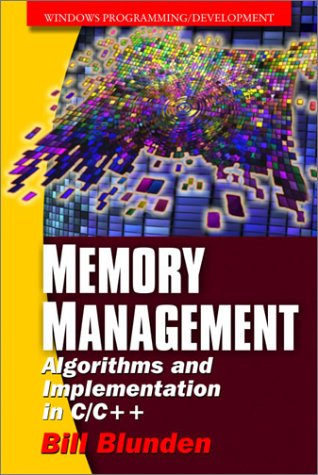 WINDOWS PROGRAMMING/DEVELOPMENT
MEMORY
MANAGEMENT
Algorithms and
Implementation
in C/C++
Bill Blunden